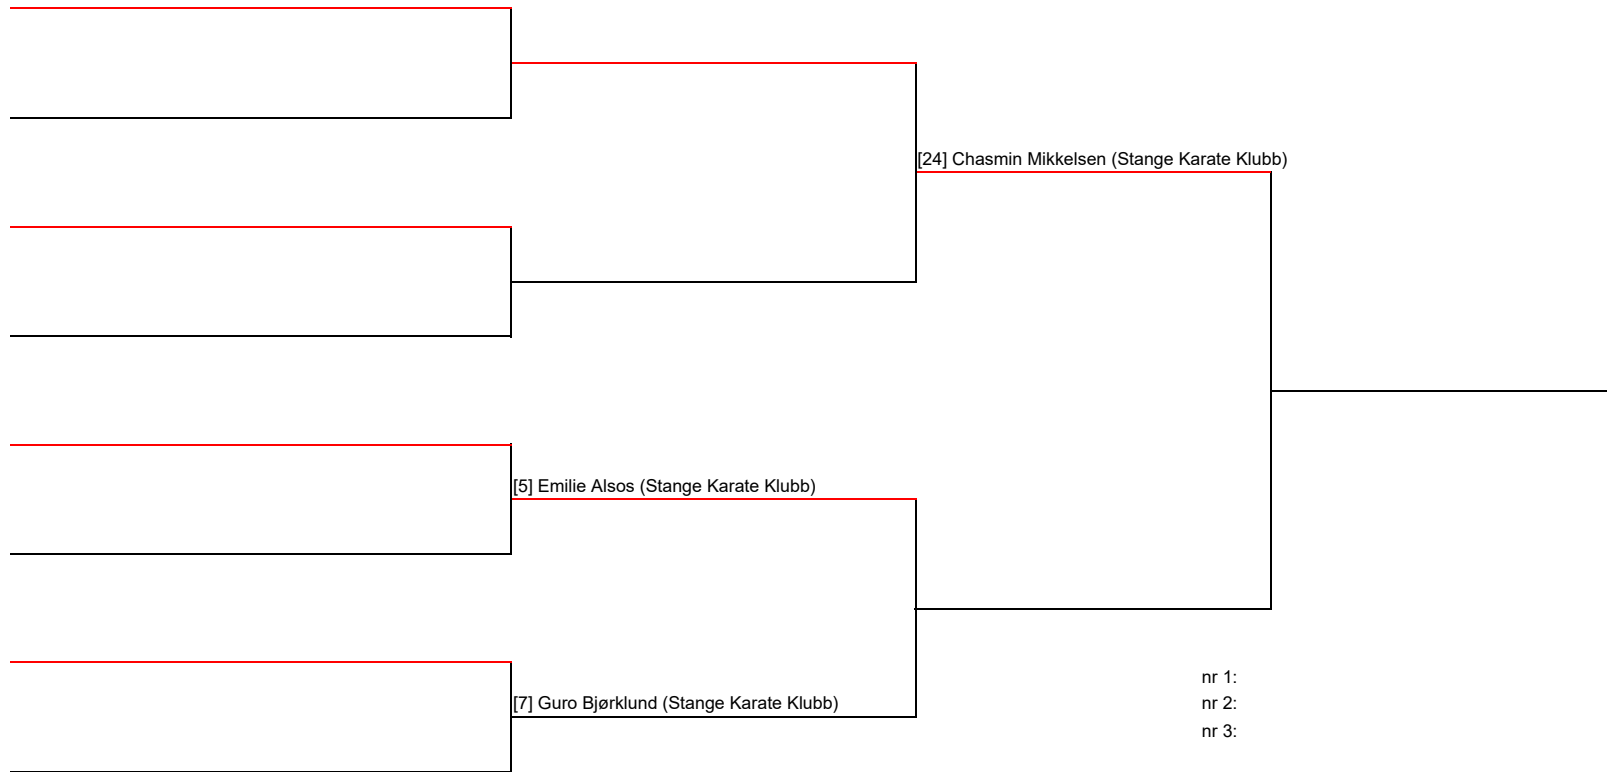 [24] Chasmin Mikkelsen (Stange Karate Klubb)
[5] Emilie Alsos (Stange Karate Klubb)
[7] Guro Bjørklund (Stange Karate Klubb)
nr 1:
nr 2:
nr 3: